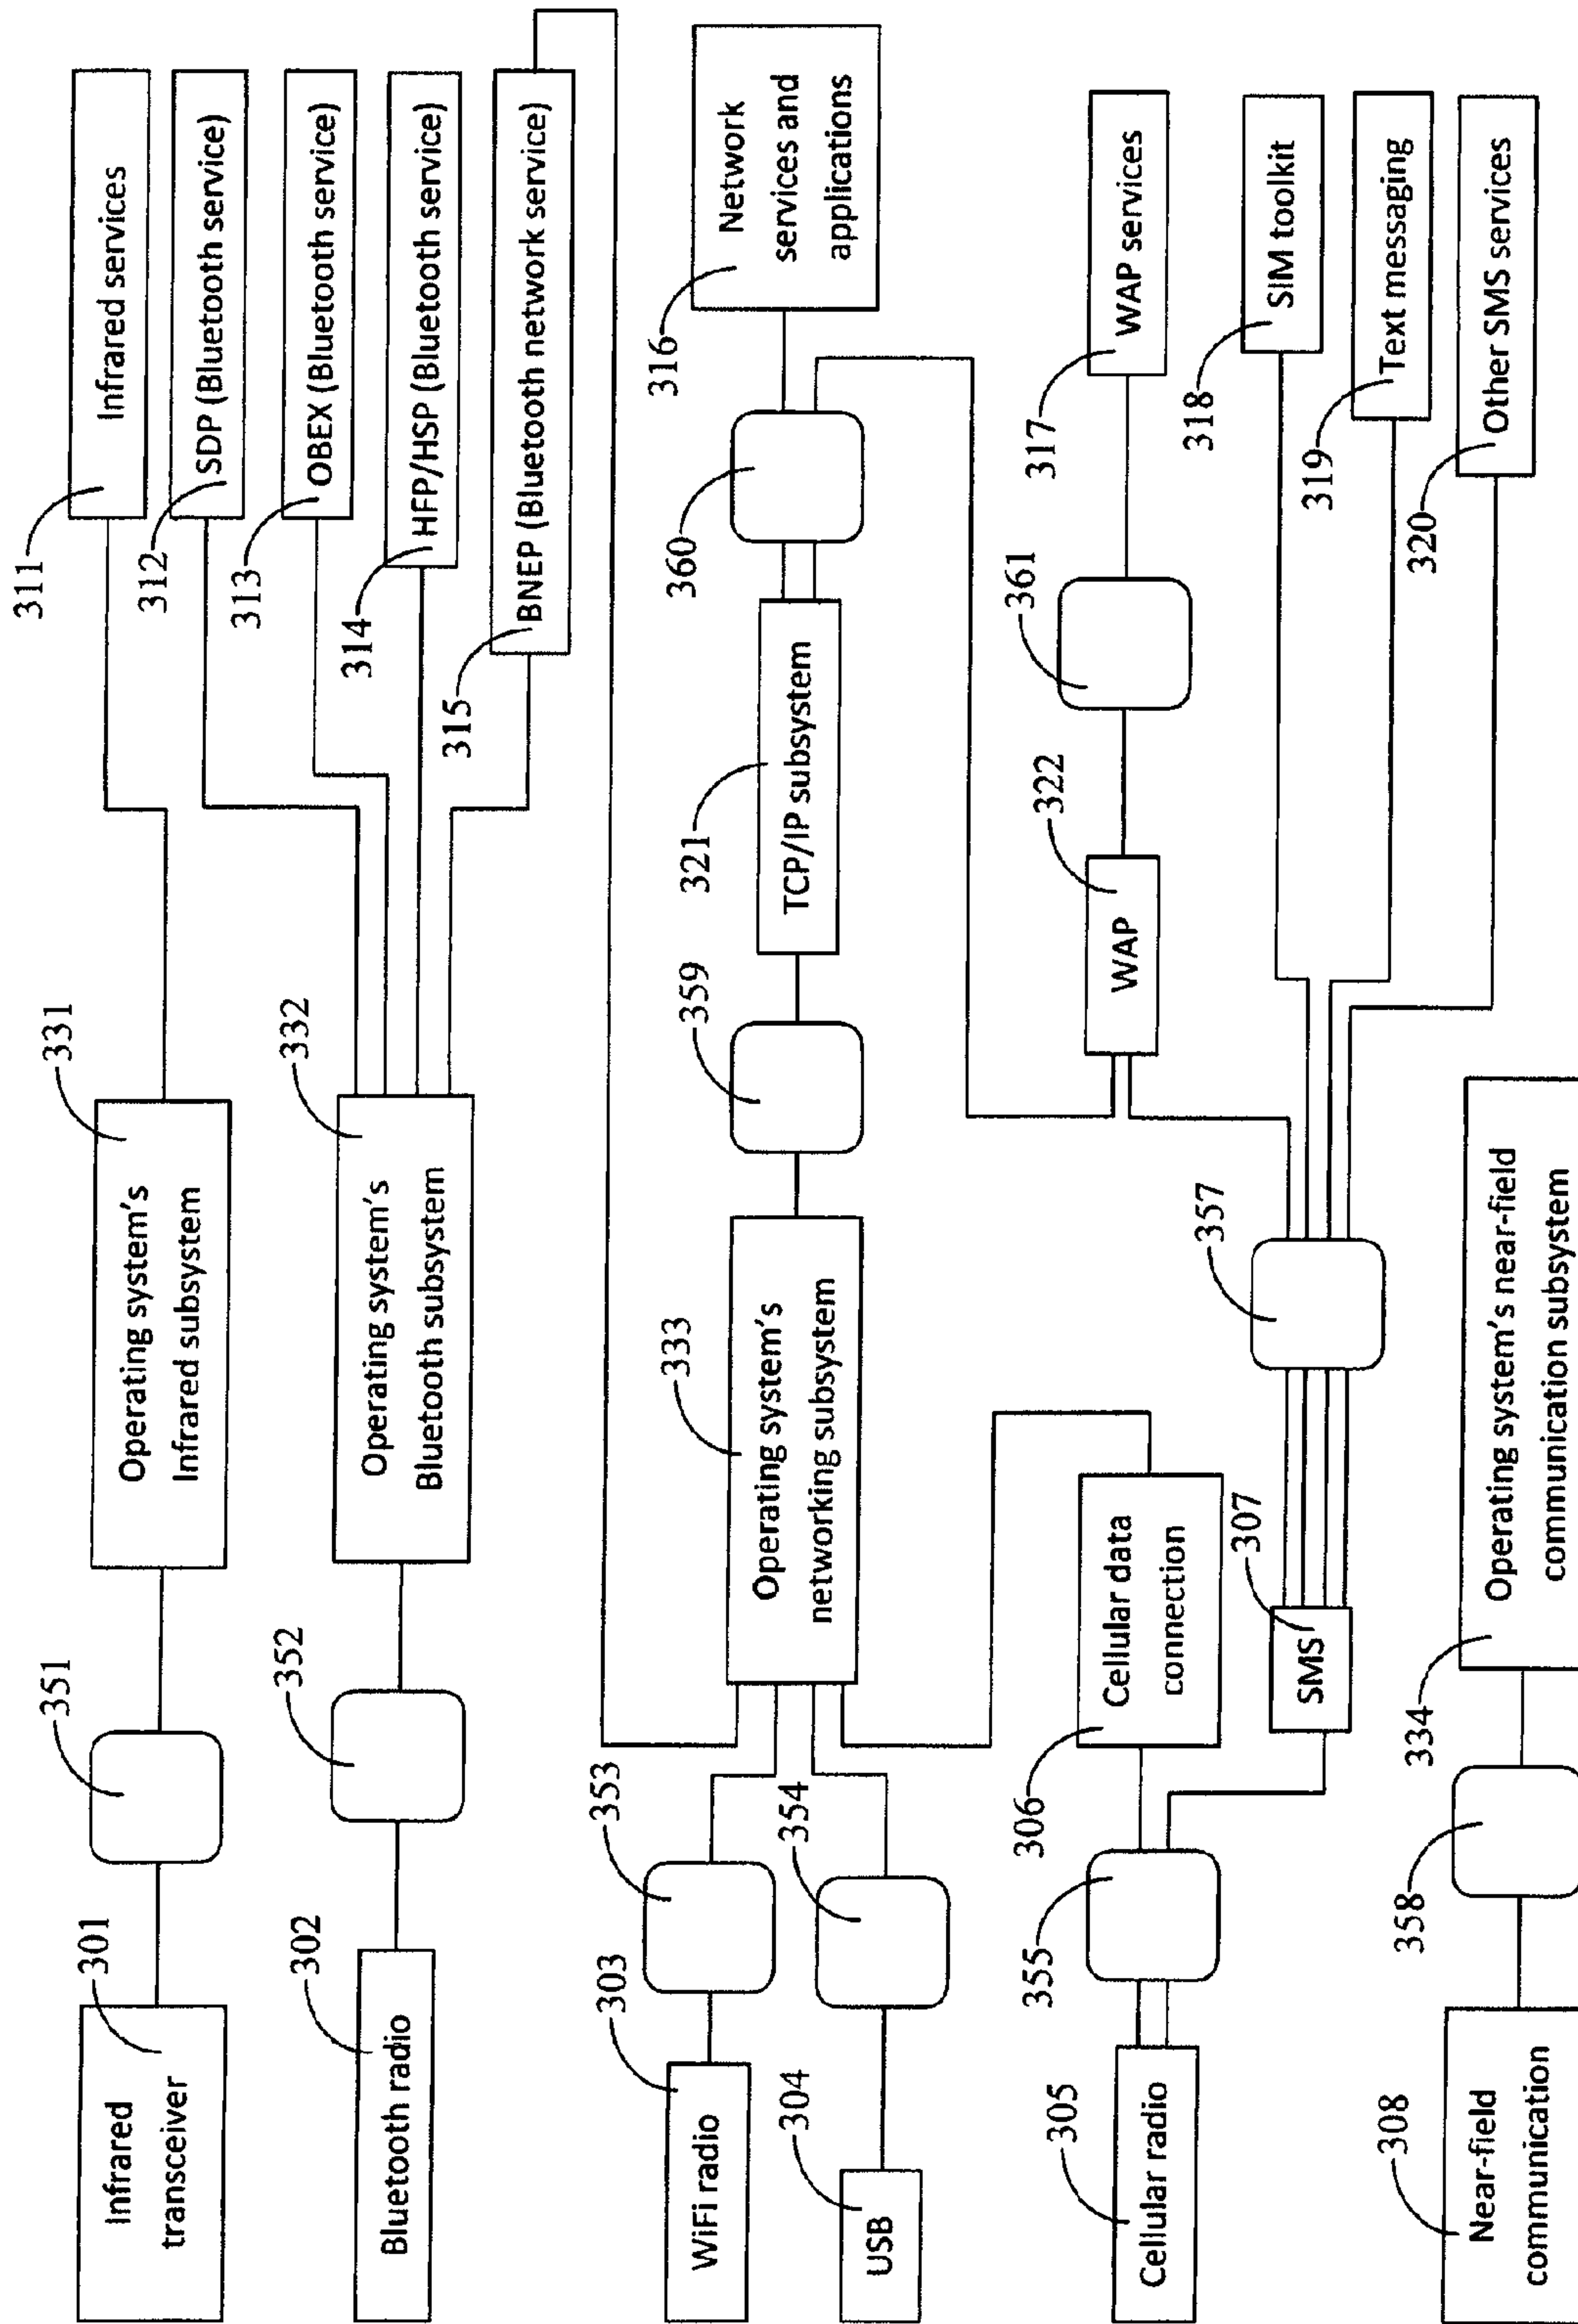 301
Infrared
transceiver
351
331
Operating system's
Infrared subsystem
311
Infrared services
312
SDP (Bluetooth service)
302
Bluetooth radio
352
332
Operating system's
Bluetooth subsystem
313
OBEX (Bluetooth service)
314
HFP/HSP (Bluetooth service)
315
BNEP (Bluetooth network service)
303
WiFi radio
353
304
USB
354
333
Operating system's
networking subsystem
359
321
TCP/IP subsystem
360
316
Network
services and
applications
305
Cellular radio
355
306
Cellular data
connection
322
WAP
361
317
WAP services
307
SMS
357
318
SIM toolkit
319
Text messaging
320
Other SMS services
308
Near-field
communication
358
334
Operating system's near-field
communication subsystem